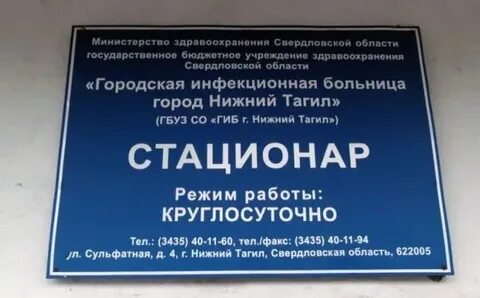 Министерство здравоохранения Свердловской области
государственное бюджетное учреждение здравоохранения
Свердловской области
«Городская инфекционная больница
город Нижний Тагил»
(ГБУЗ СО «ГИБ г. Нижний Тагил»)
СТАЦИОНАР
Режим работы:
КРУГЛОСУТОЧНО
Тел.: (3435) 40-11-60, тел./факс: (3435) 40-11-94
ул. Сульфатная, д. 4, г. Нижний Тагил, Свердловская область, 622005